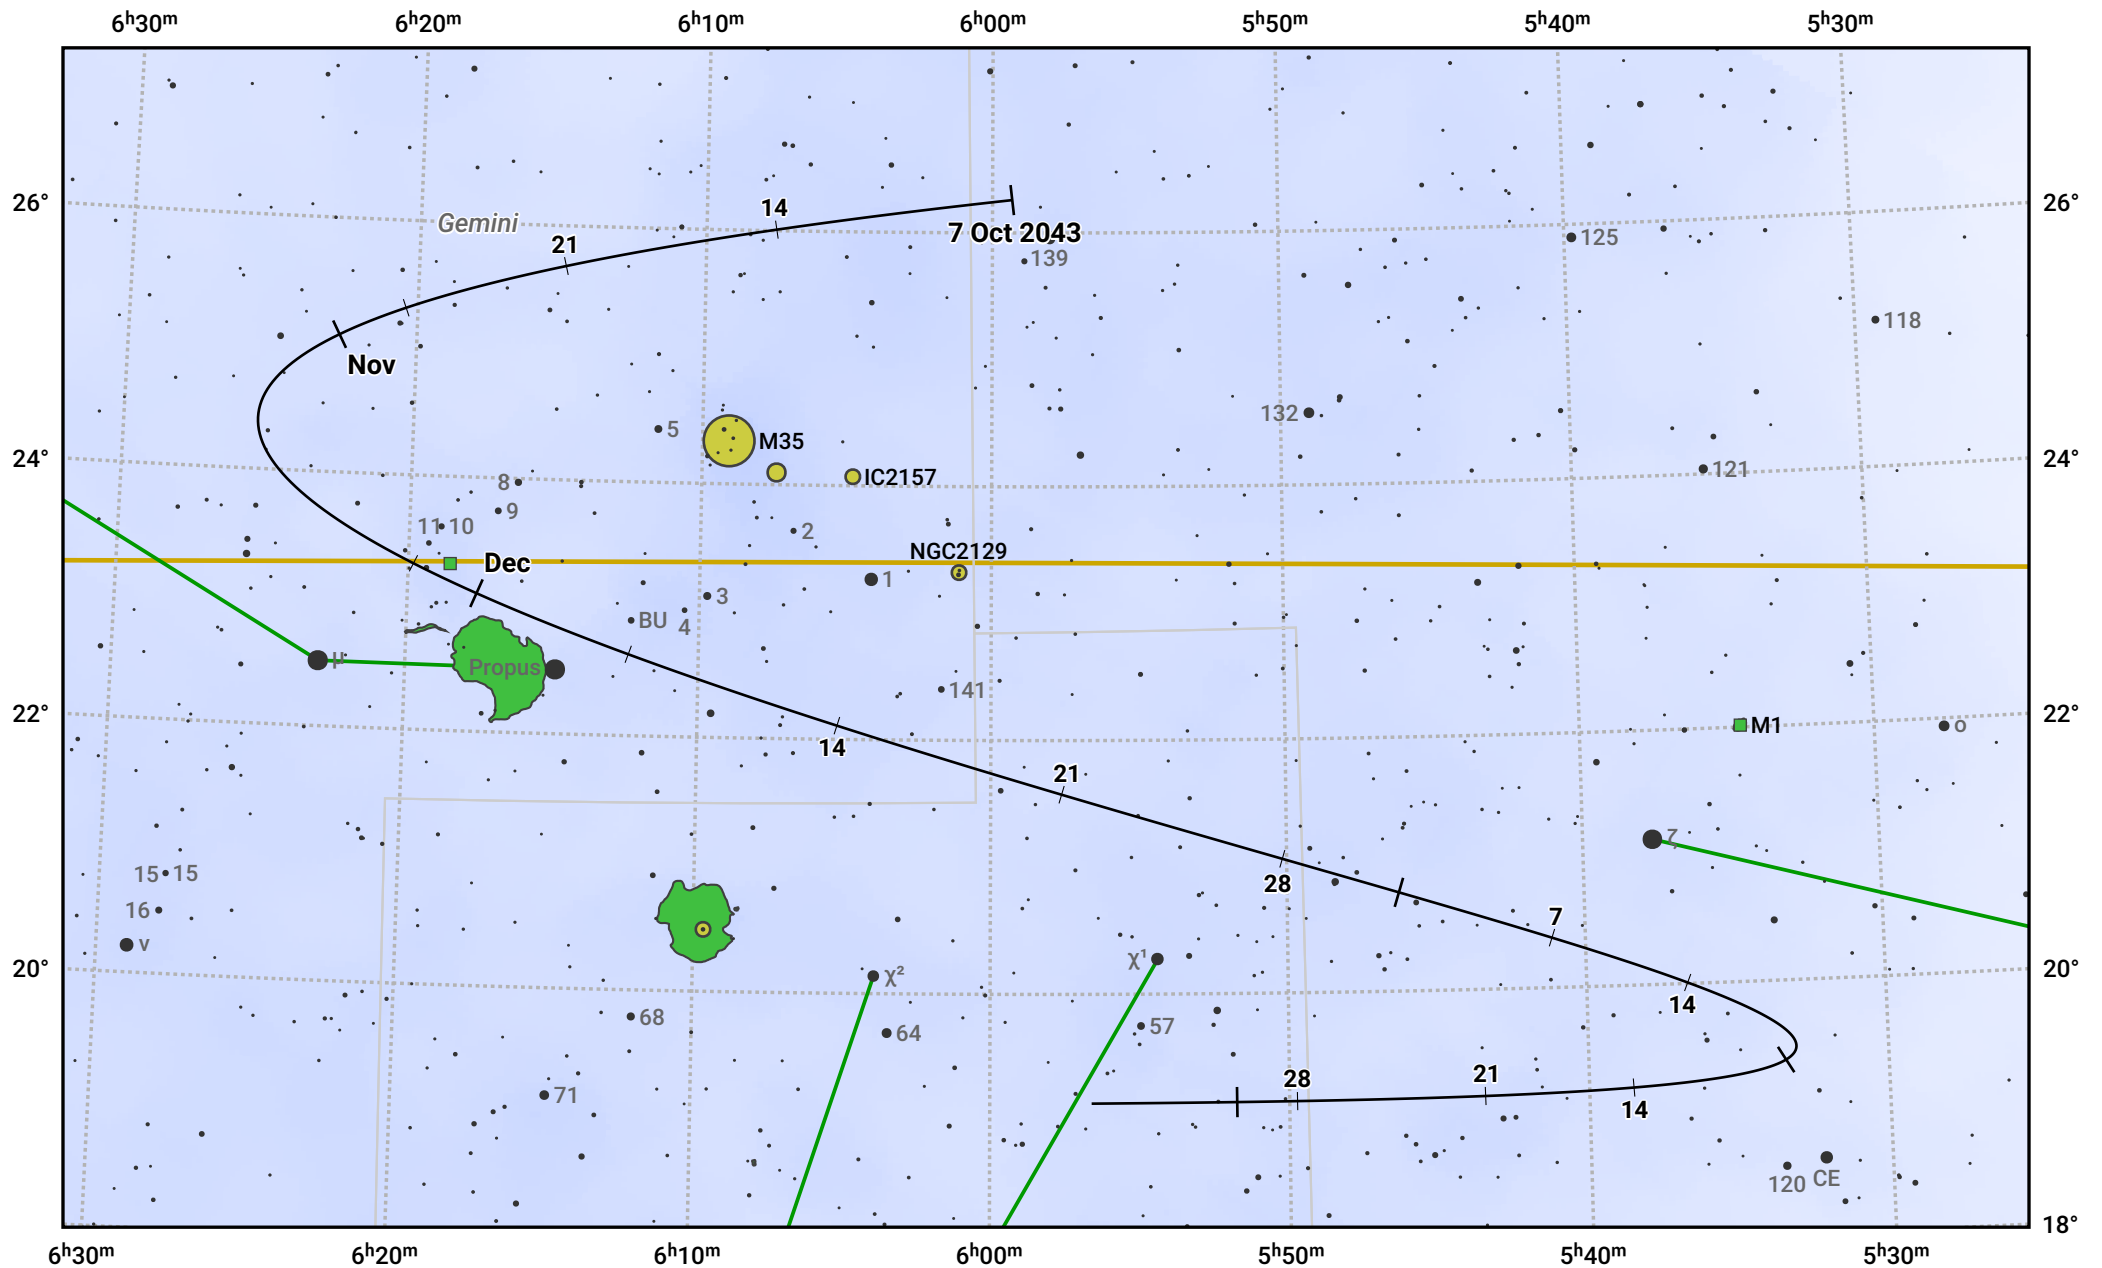 6ʰ30ᵐ 6ʰ20ᵐ 6ʰ10ᵐ 6ʰ00ᵐ 5ʰ50ᵐ 5ʰ40ᵐ 5ʰ30ᵐ
26° 26°
14
Gemini
7 Oct 2043
125
21
139
118
Nov
132
5
M35
24° 24°
121
IC2157
8
9
11 10
2
NGC2129
Dec
1
3
BU 4
μ
Propus
141
22° 22°
M1
ο
14
21
ζ
15 15
28
16
7
ν
χ¹
20° 20°
χ²
14
68
57
64
71
28
21
14
120 CE
18°
6ʰ30ᵐ 6ʰ20ᵐ 6ʰ10ᵐ 6ʰ00ᵐ 5ʰ50ᵐ 5ʰ40ᵐ 5ʰ30ᵐ